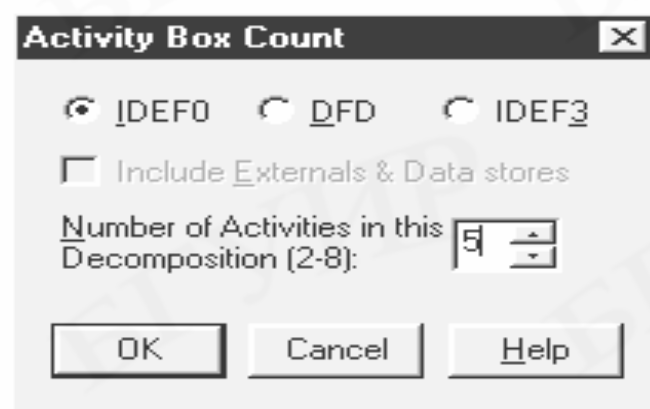 Activity Box Count
IDEF0 DFD IDEF3
Include Externals & Data stores
Number of Activities in this
Decomposition (2-8): 5
OK Cancel Help